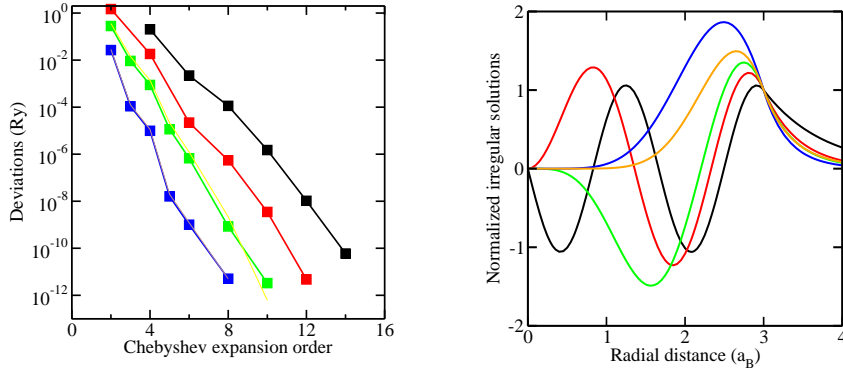 10^0
10^-2
10^-4
10^-6
10^-8
10^-10
10^-12
Deviations (Ry)
0 4 8 12 16
Chebyshev expansion order
2
1
0
-1
-2
Normalized irregular solutions
0 1 2 3 4
Radial distance (a_B)